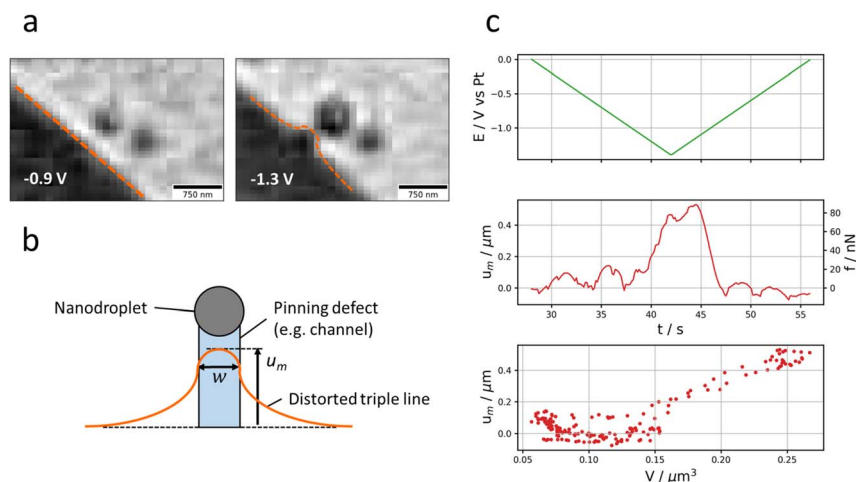 a
-0.9 V
750 nm
-1.3 V
750 nm
b
Nanodroplet
Pinning defect
(e.g. channel)
u_m
w
Distorted triple line
c
0.0
−0.5
−1.0
E / V vs Pt
0.4
0.2
0.0
u_m / μm
80
60
40
20
0
f / nN
30 35 40 45 50 55
t / s
0.4
0.2
0.0
u_m / μm
0.05 0.10 0.15 0.20 0.25
V / μm³